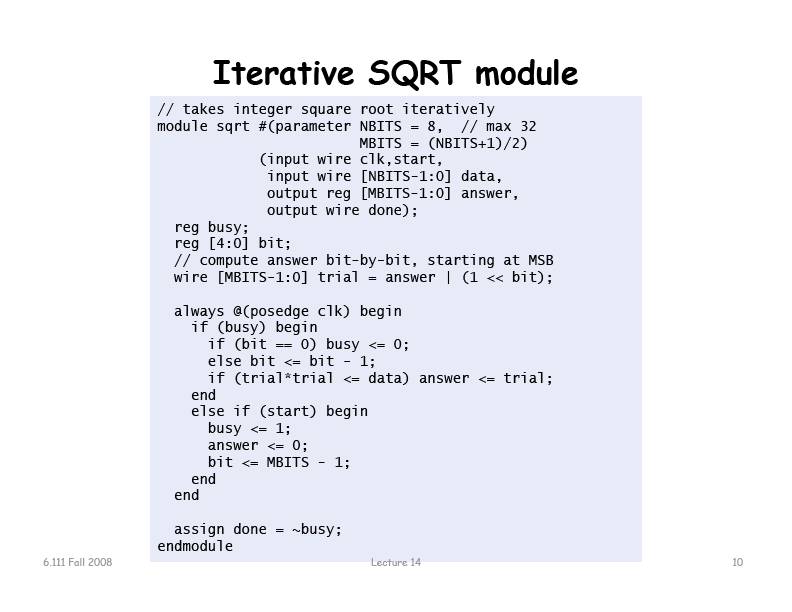 Iterative SQRT module
// takes integer square root iteratively
module sqrt #(parameter NBITS = 8,  // max 32
                        MBITS = (NBITS+1)/2)
            (input wire clk,start,
             input wire [NBITS-1:0] data,
             output reg [MBITS-1:0] answer,
             output wire done);
  reg busy;
  reg [4:0] bit;
  // compute answer bit-by-bit, starting at MSB
  wire [MBITS-1:0] trial = answer | (1 << bit);

  always @(posedge clk) begin
    if (busy) begin
      if (bit == 0) busy <= 0;
      else bit <= bit - 1;
      if (trial*trial <= data) answer <= trial;
    end
    else if (start) begin
      busy <= 1;
      answer <= 0;
      bit <= MBITS - 1;
    end
  end

  assign done = ~busy;
endmodule
6.111 Fall 2008
Lecture 14
10